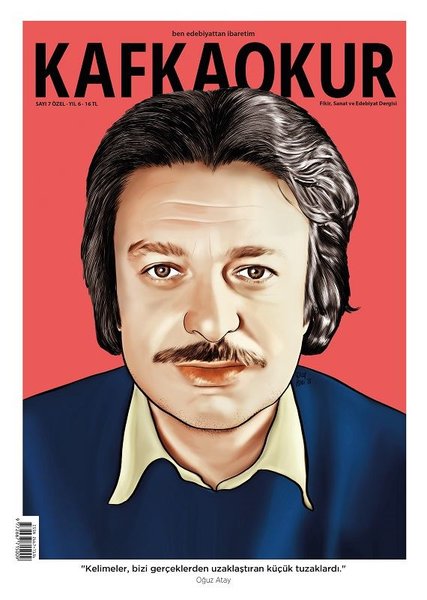 ben edebiyattan ibaretim
KAFKAOKUR
SAYI 7 ÖZEL - YIL 6 - 16 TL
Fikir, Sanat ve Edebiyat Dergisi
"Kelimeler, bizi gerçeklerden uzaklaştıran küçük tuzaklardı."
Oğuz Atay